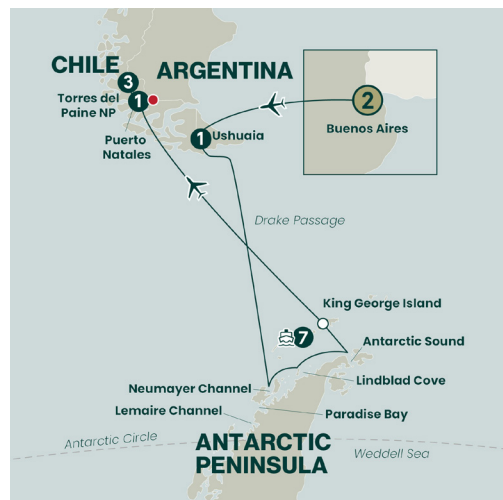 CHILE
ARGENTINA
3
Torres del
Paine NP
1
Puerto
Natales
1
Ushuaia
2
Buenos Aires
Drake Passage
King George Island
7
Antarctic Sound
Lindblad Cove
Neumayer Channel
Lemaire Channel
Paradise Bay
Antarctic Circle
ANTARCTIC
PENINSULA
Weddell Sea